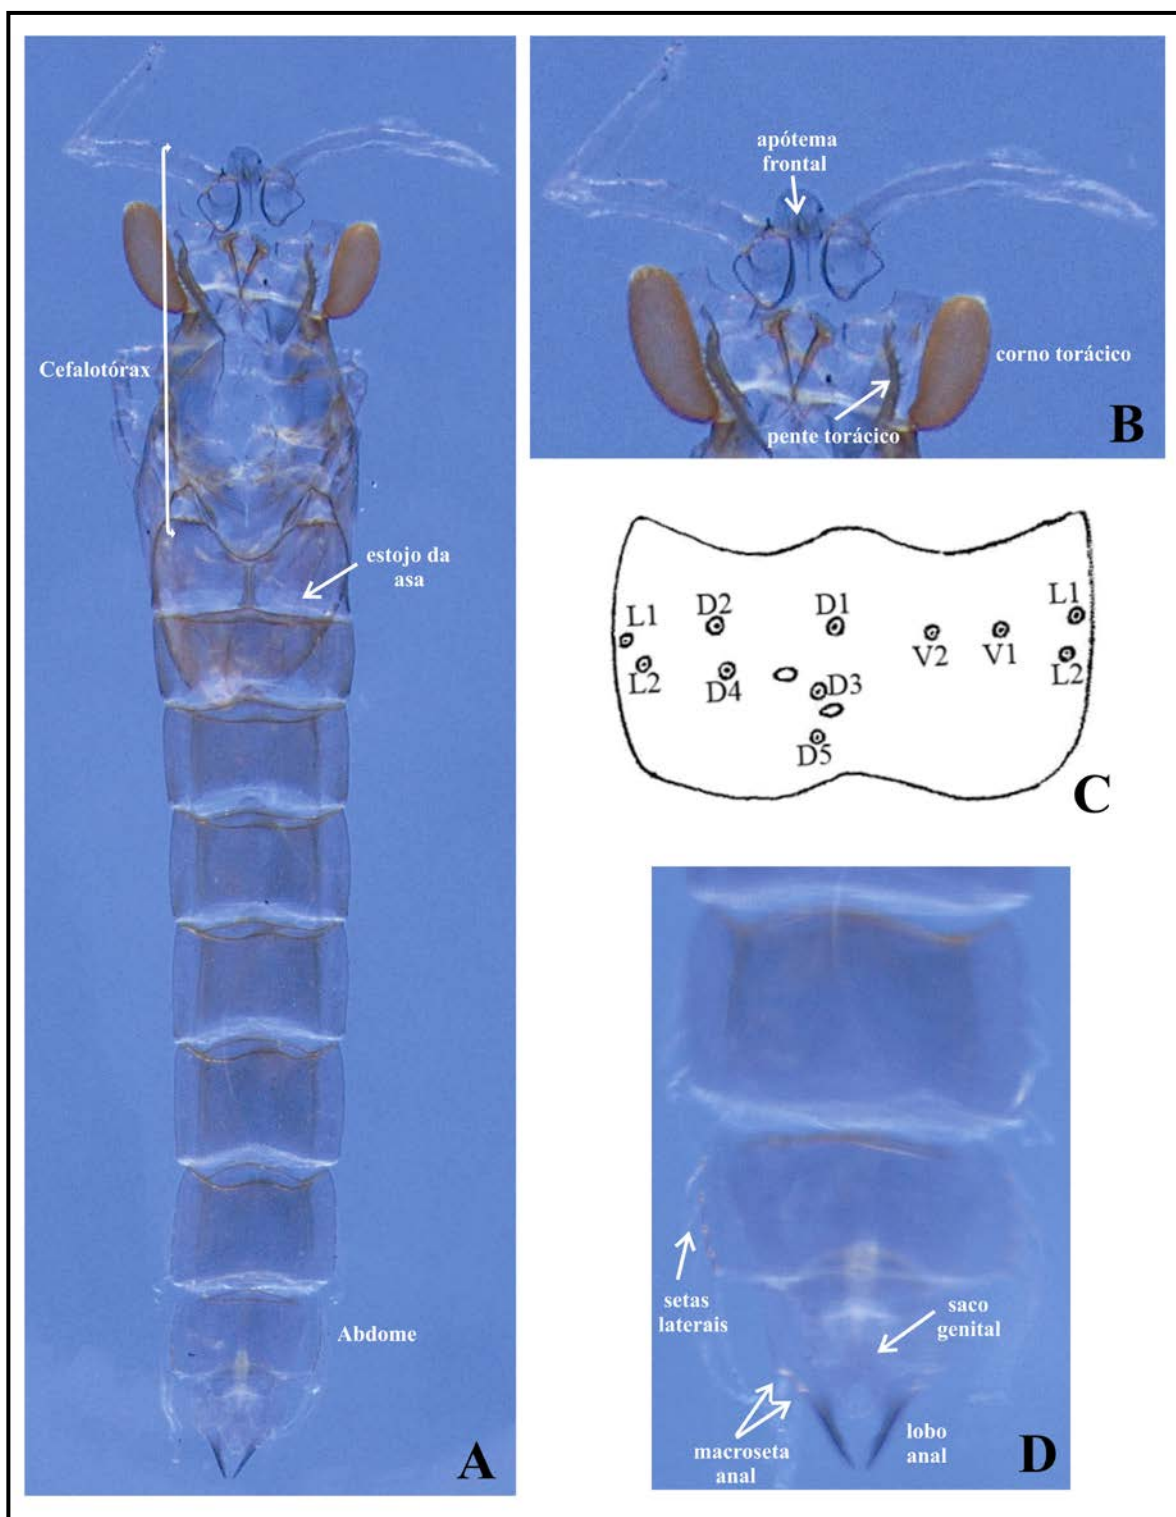 Cefalotórax
estojo da
asa
Abdome
A
apótema
frontal
corno torácico
pente torácico
B
L1
D2
D1
L1
V2
V1
L2
D4
D3
L2
D5
C
setas
laterais
saco
genital
macroseta
anal
lobo
anal
D